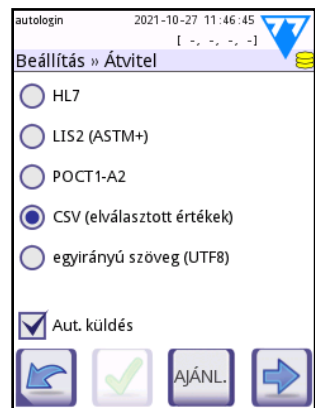 autologin 2021-10-27 11:46:45
[ -, -, -, -]
Beállítás » Átvitel
HL7
LIS2 (ASTM+)
POCT1-A2
CSV (elválasztott értékek)
egyirányú szöveg (UTF8)
Aut. küldés
AJÁNL.